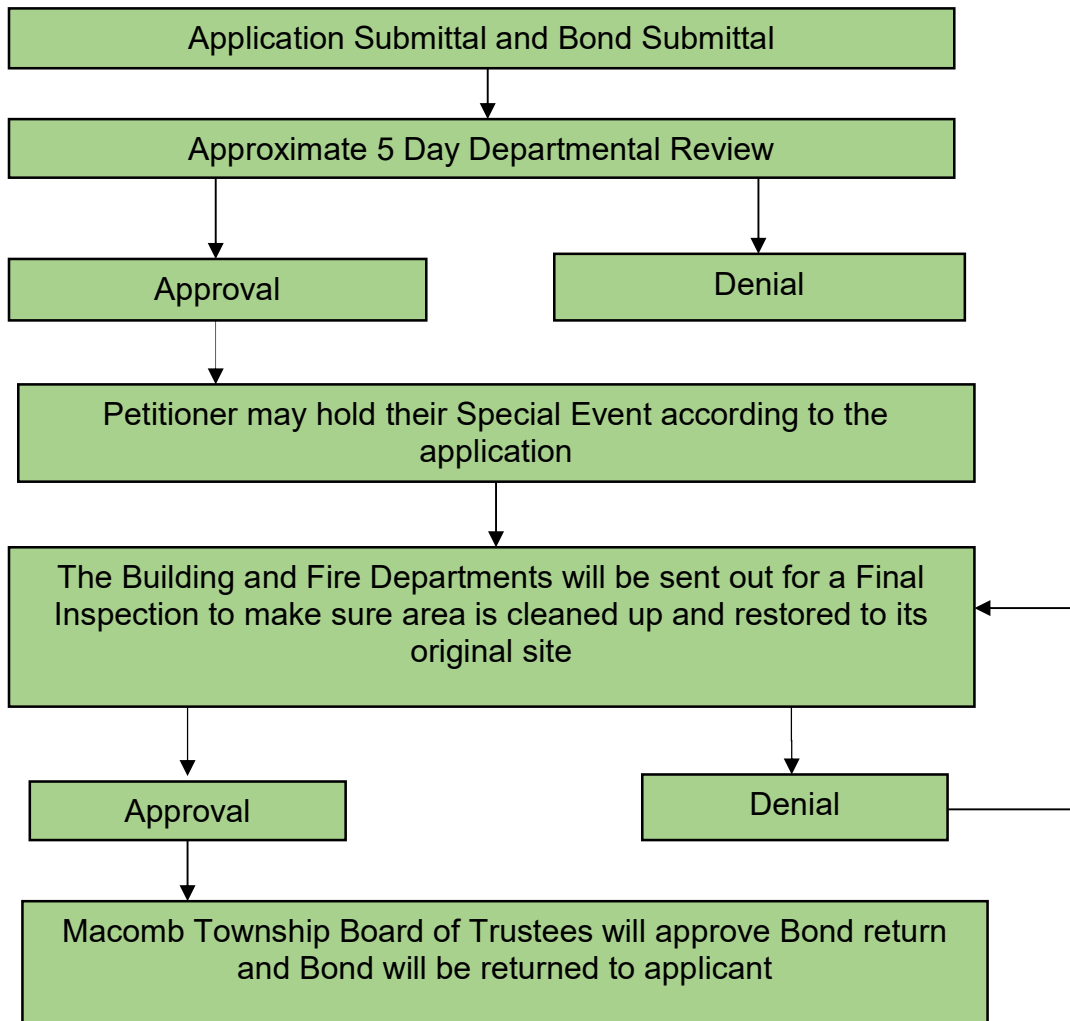 Application Submittal and Bond Submittal
Approximate 5 Day Departmental Review
Approval
Denial
Petitioner may hold their Special Event according to the
application
The Building and Fire Departments will be sent out for a Final
Inspection to make sure area is cleaned up and restored to its
original site
Approval
Denial
Macomb Township Board of Trustees will approve Bond return
and Bond will be returned to applicant